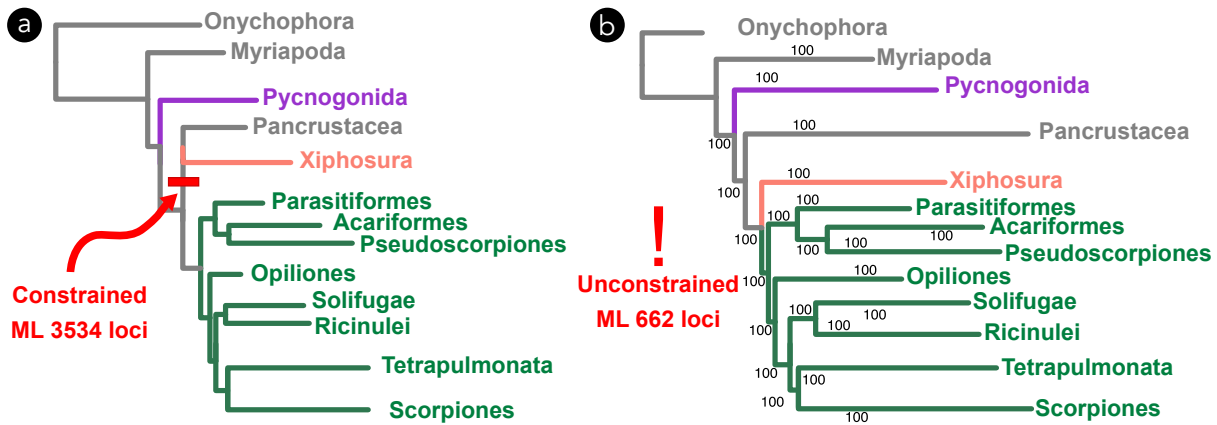 a
Onychophora
Myriapoda
Pycnogonida
Pancrustacea
Xiphosura
Parasitiformes
Acariformes
Pseudoscorpiones
Opiliones
Solifugae
Ricinulei
Tetrapulmonata
Scorpiones
Constrained
ML 3534 loci
b
Onychophora
100
Myriapoda
100
Pycnogonida
100
100
Pancrustacea
100
100
Xiphosura
100
100
Parasitiformes
100
Acariformes
100
100
100
Pseudoscorpiones
100
Opiliones
100
Solifugae
100
100
Ricinulei
100
100
Tetrapulmonata
100
100
Scorpiones
100
!
Unconstrained
ML 662 loci